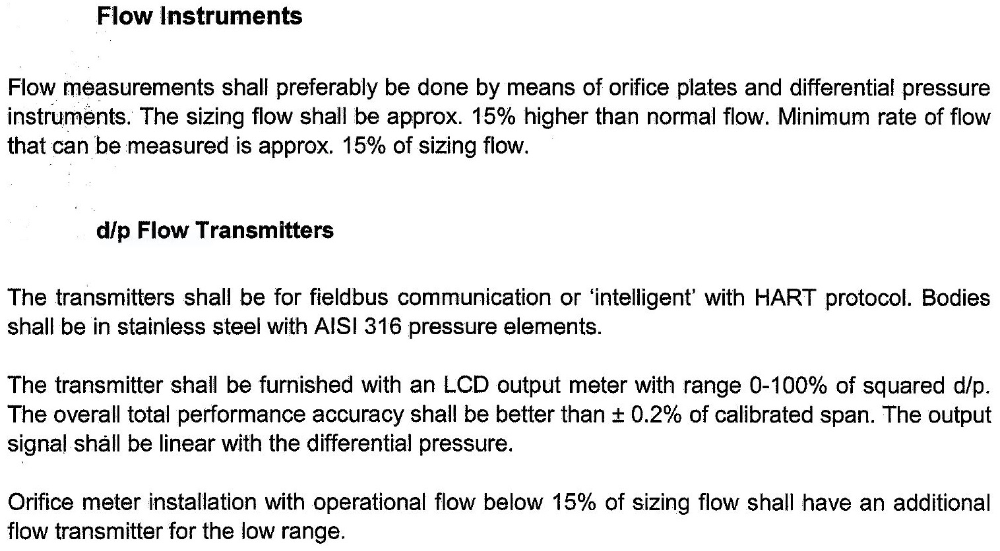 Flow Instruments
Flow measurements shall preferably be done by means of orifice plates and differential pressure
instruments. The sizing flow shall be approx. 15% higher than normal flow. Minimum rate of flow
that can be measured is approx. 15% of sizing flow.
d/p Flow Transmitters
The transmitters shall be for fieldbus communication or ‘intelligent’ with HART protocol. Bodies
shall be in stainless steel with AISI 316 pressure elements.
The transmitter shall be furnished with an LCD output meter with range 0-100% of squared d/p.
The overall total performance accuracy shall be better than ± 0.2% of calibrated span. The output
signal shall be linear with the differential pressure.
Orifice meter installation with operational flow below 15% of sizing flow shall have an additional
flow transmitter for the low range.